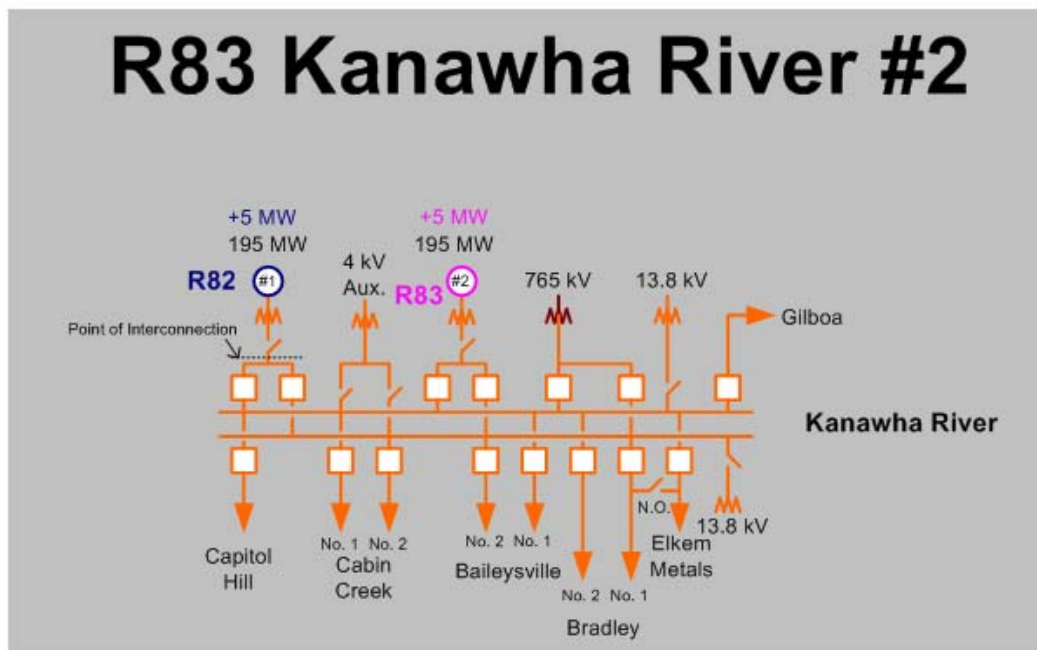 R83 Kanawha River #2
+5 MW
195 MW
R82
#1
4 kV
Aux.
+5 MW
195 MW
R83
#2
765 kV
13.8 kV
Gilboa
Point of Interconnection
Kanawha River
N.O.
13.8 kV
Capitol
Hill
No. 1 No. 2
Cabin
Creek
No. 2 No. 1
Baileysville
Elkem
Metals
No. 2 No. 1
Bradley